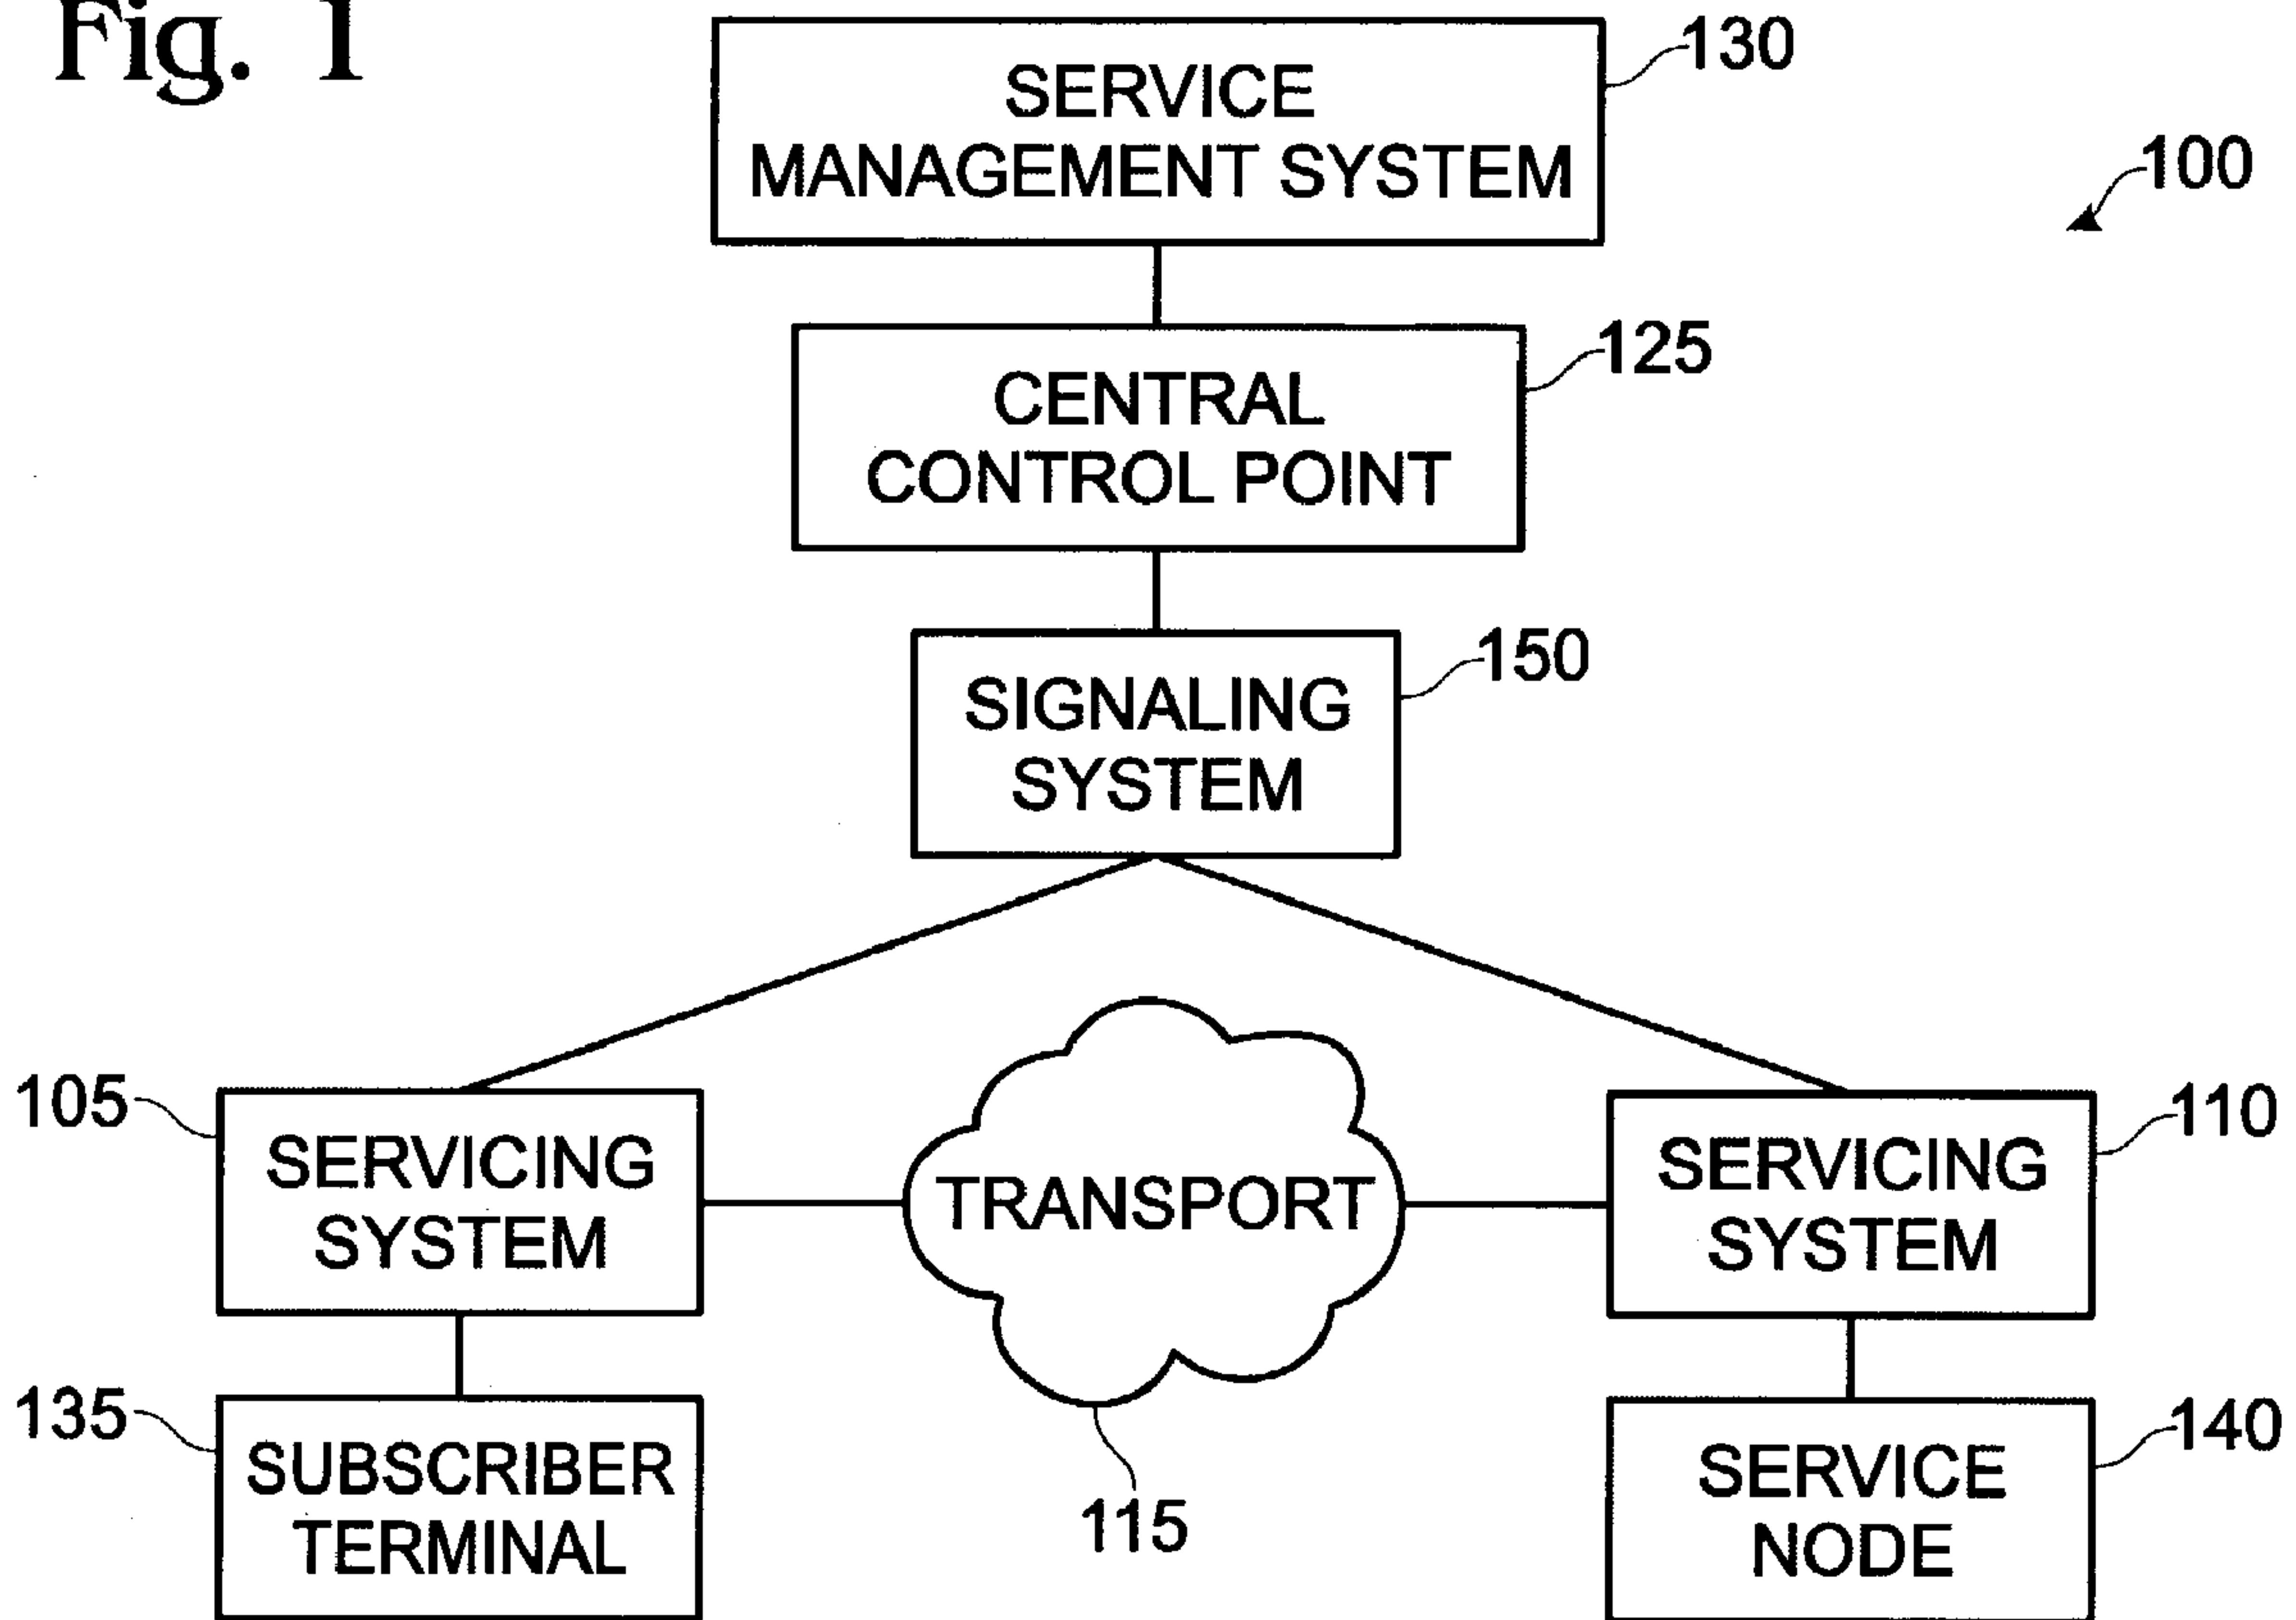 Fig. 1
SERVICE
MANAGEMENT SYSTEM
130
100
CENTRAL
CONTROL POINT
125
SIGNALING
SYSTEM
150
105
SERVICING
SYSTEM
TRANSPORT
115
SERVICING
SYSTEM
110
135
SUBSCRIBER
TERMINAL
SERVICE
NODE
140